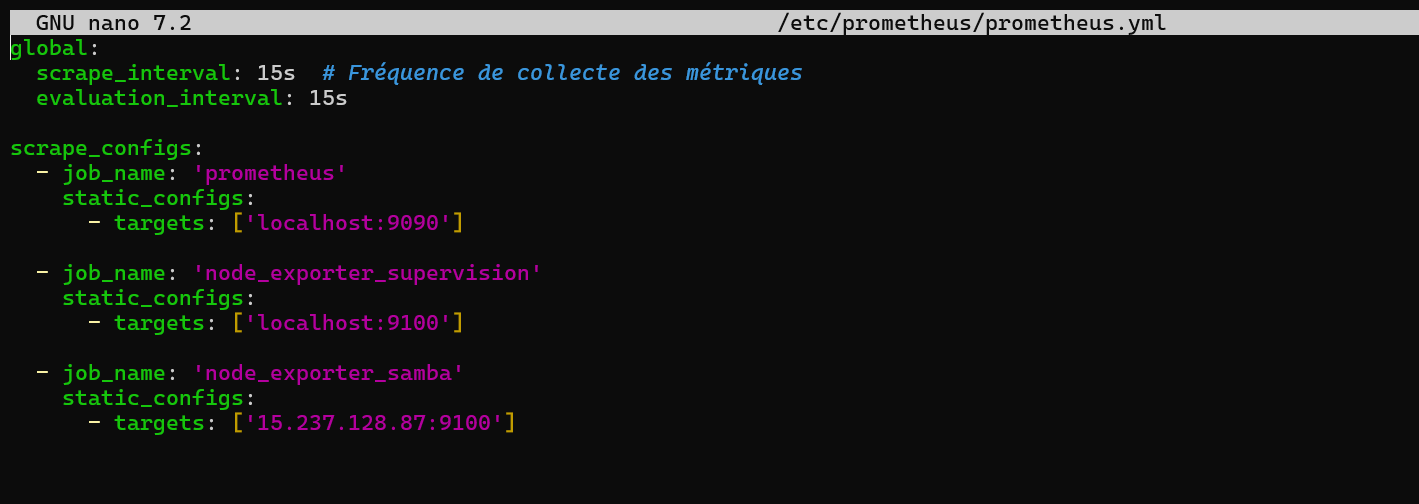 GNU nano 7.2 /etc/prometheus/prometheus.yml
global:
  scrape_interval: 15s  # Fréquence de collecte des métriques
  evaluation_interval: 15s

scrape_configs:
  - job_name: 'prometheus'
    static_configs:
      - targets: ['localhost:9090']

  - job_name: 'node_exporter_supervision'
    static_configs:
      - targets: ['localhost:9100']

  - job_name: 'node_exporter_samba'
    static_configs:
      - targets: ['15.237.128.87:9100']